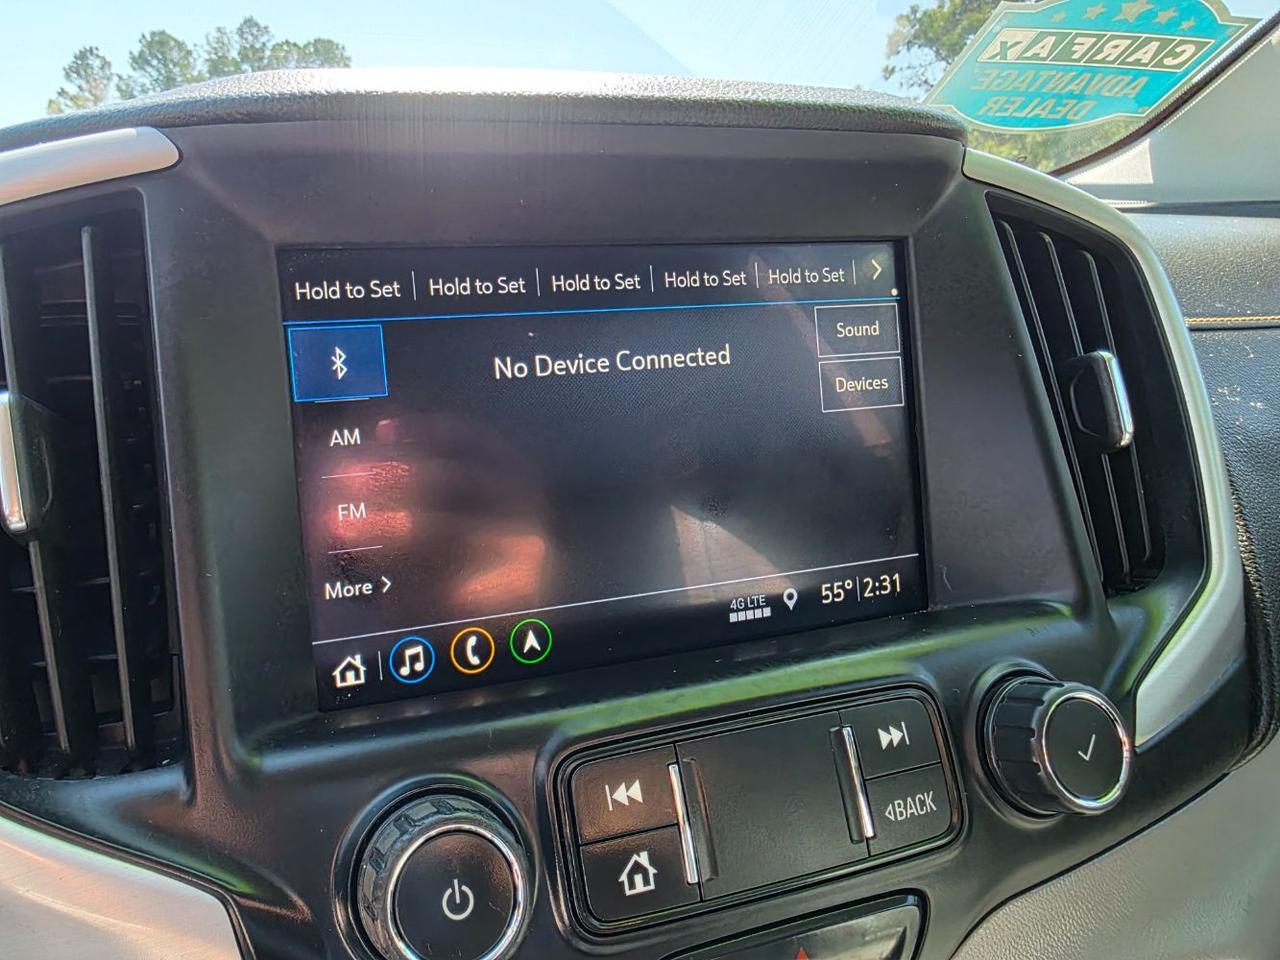 CARFAX
ADVANTAGE
DEALER
Hold to Set | Hold to Set | Hold to Set | Hold to Set | Hold to Set >
Sound
No Device Connected
Devices
AM
FM
More >
4G LTE
55° | 2:31
◁BACK